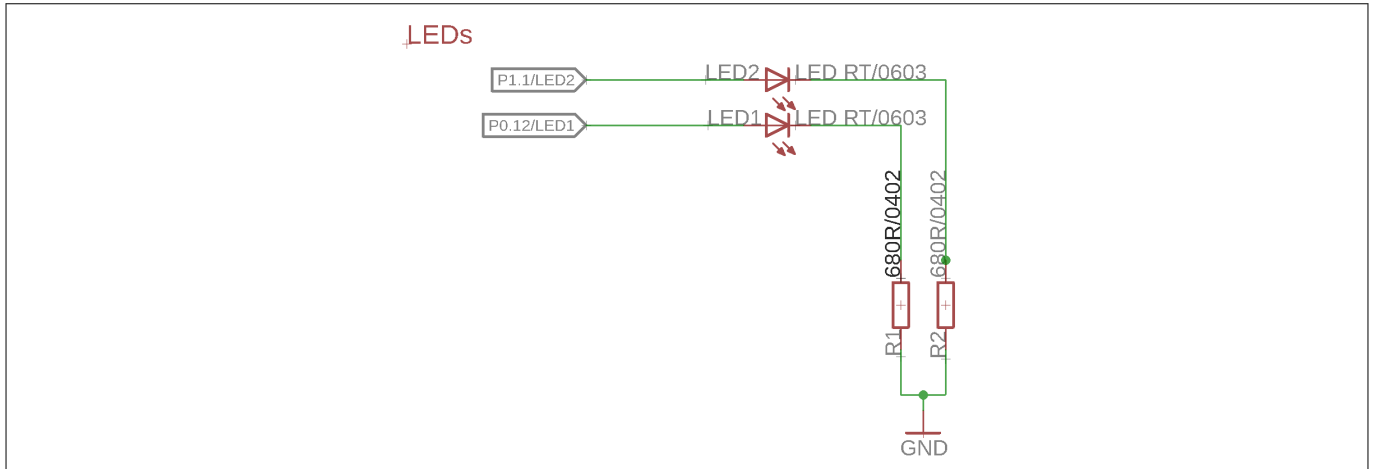 LEDs
P1.1/LED2
LED2
LED RT/0603
P0.12/LED1
LED1
LED RT/0603
680R/0402
680R/0402
R1
R2
GND